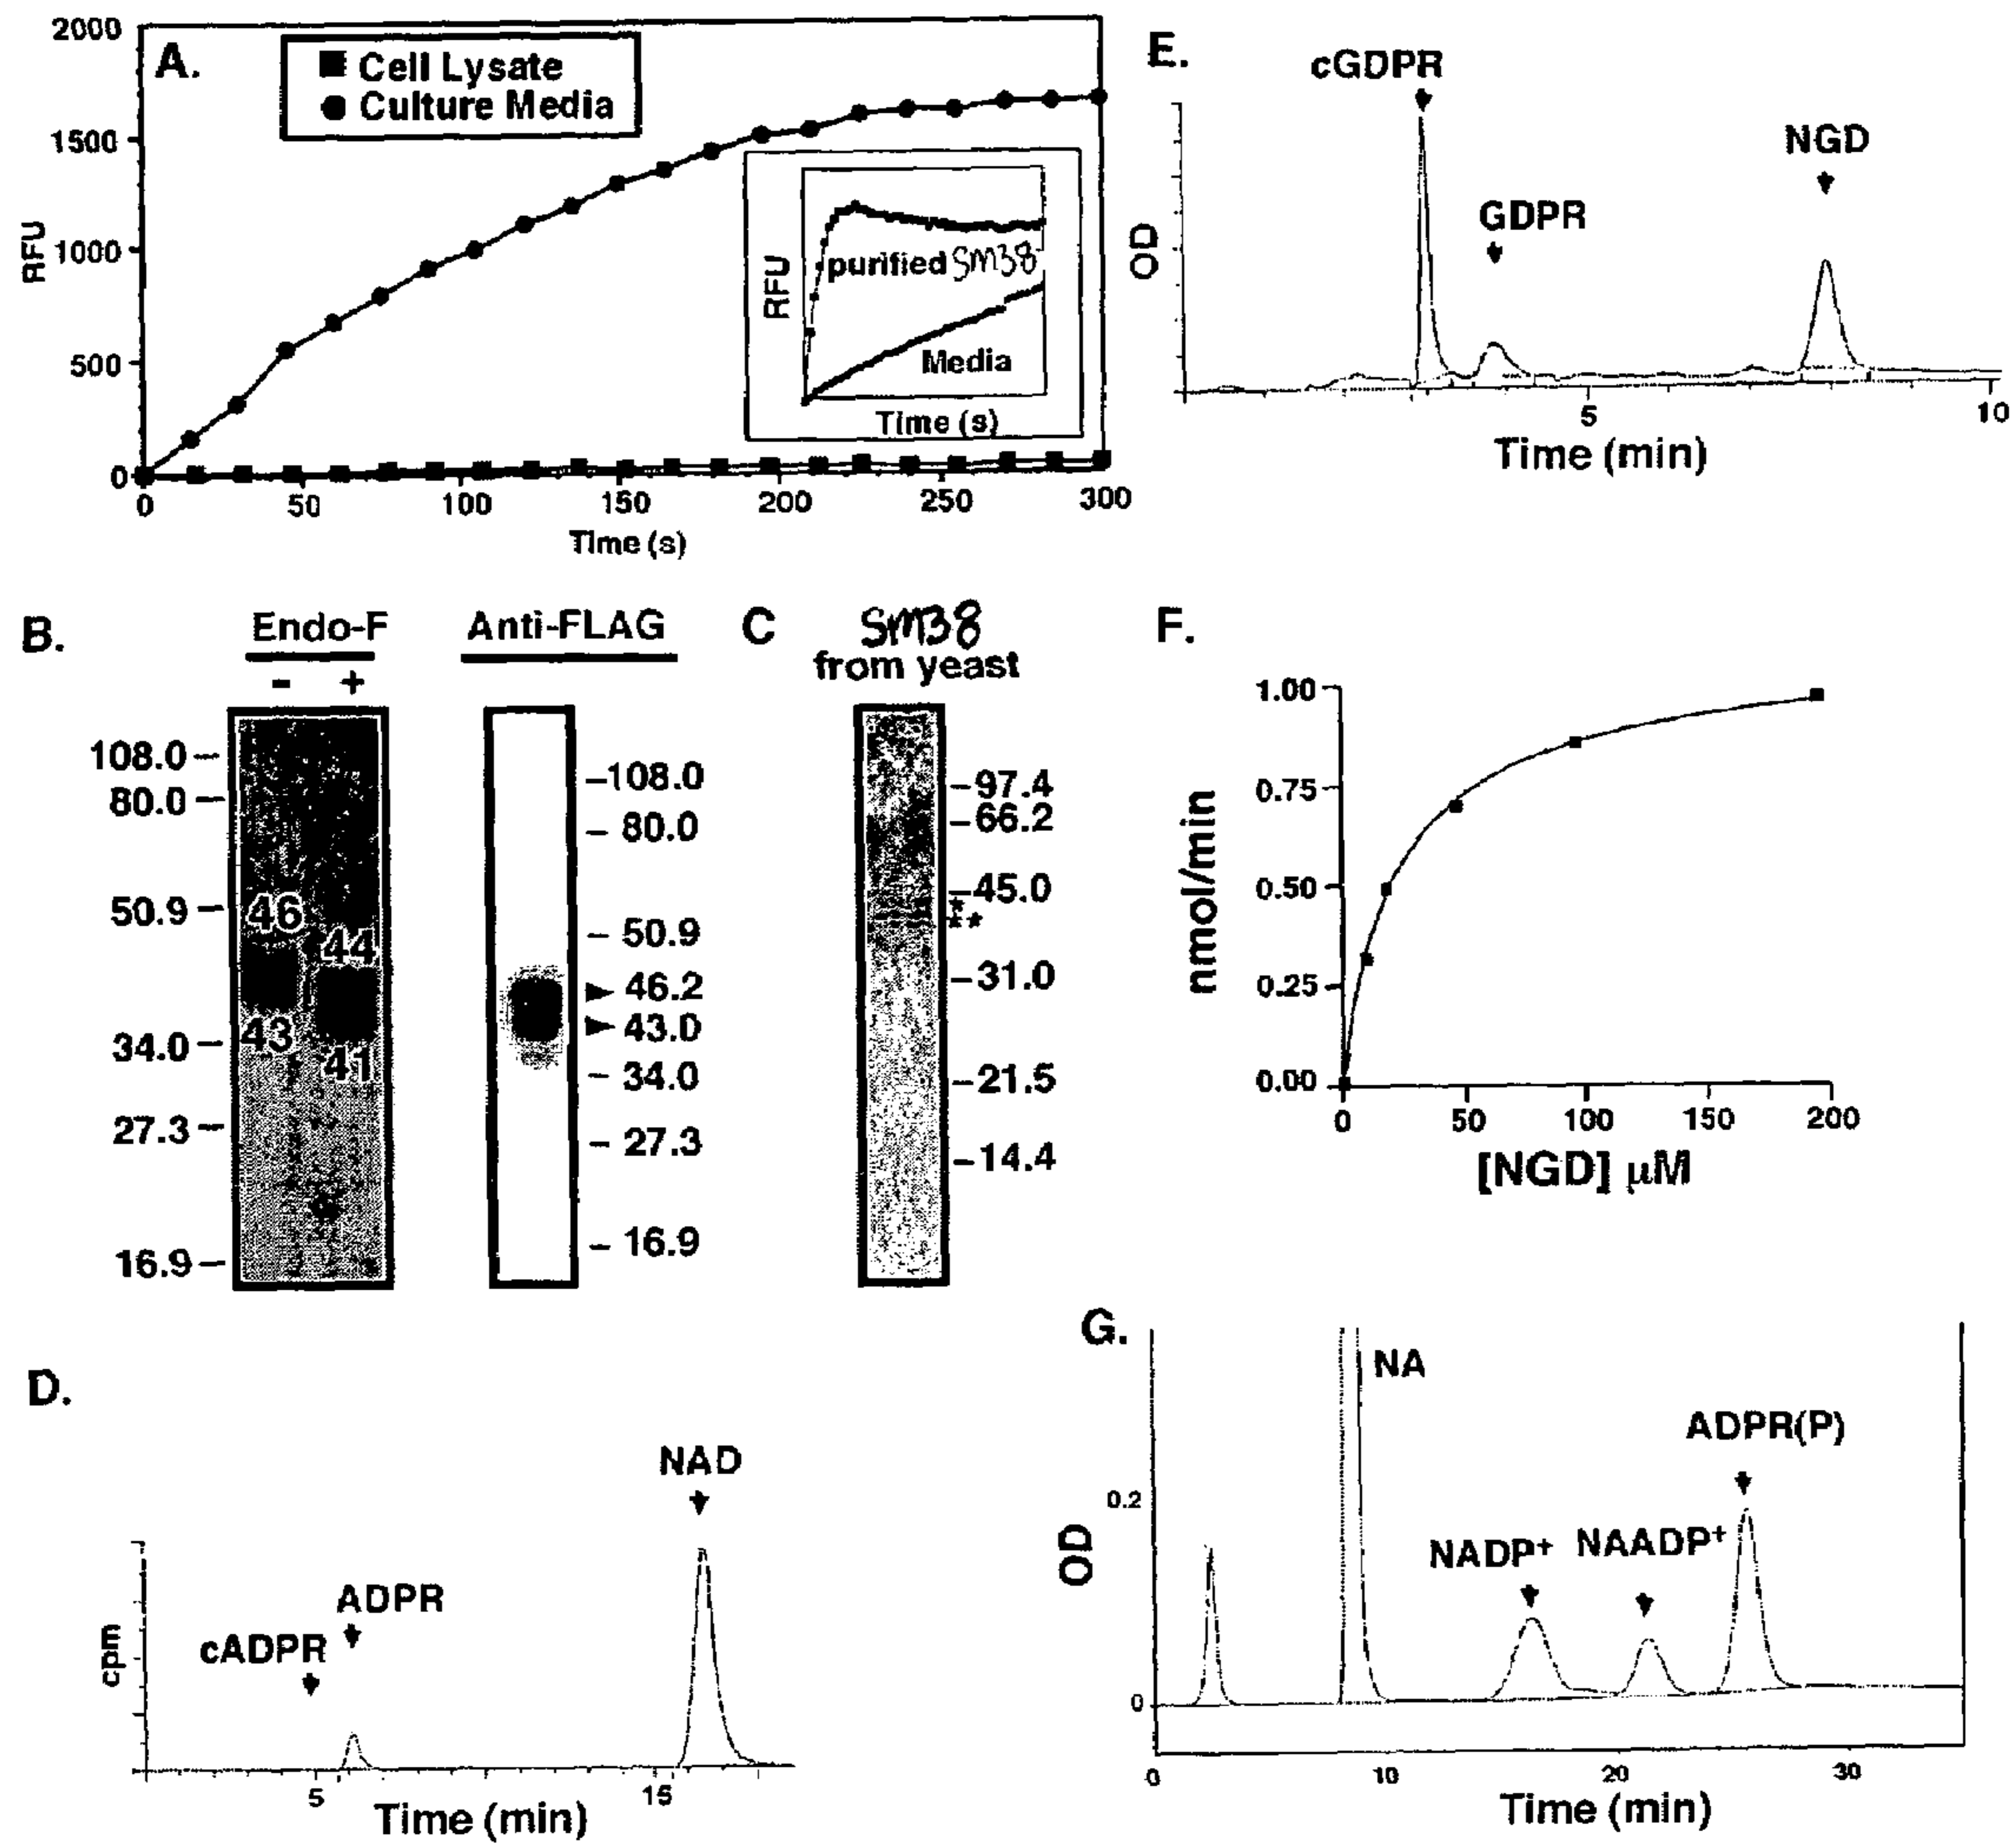 A.
■ Cell Lysate
● Culture Media
2000
1500
1000
500
0
RFU
0 50 100 150 200 250 300
Time (s)
RFU
purified SM38
Media
Time (s)
E.
cGDPR
GDPR
NGD
OD
5 10
Time (min)
B.
Endo-F
- +
108.0
80.0
50.9
34.0
27.3
16.9
46
43
44
41
Anti-FLAG
108.0
80.0
50.9
46.2
43.0
34.0
27.3
16.9
C
SM38
from yeast
97.4
66.2
45.0
*
**
31.0
21.5
14.4
F.
1.00
0.75
0.50
0.25
0.00
nmol/min
0 50 100 150 200
[NGD] µM
D.
cADPR
ADPR
NAD
cpm
5 15
Time (min)
G.
NA
NADP+
NAADP+
ADPR(P)
OD
0.2
0
0 10 20 30
Time (min)